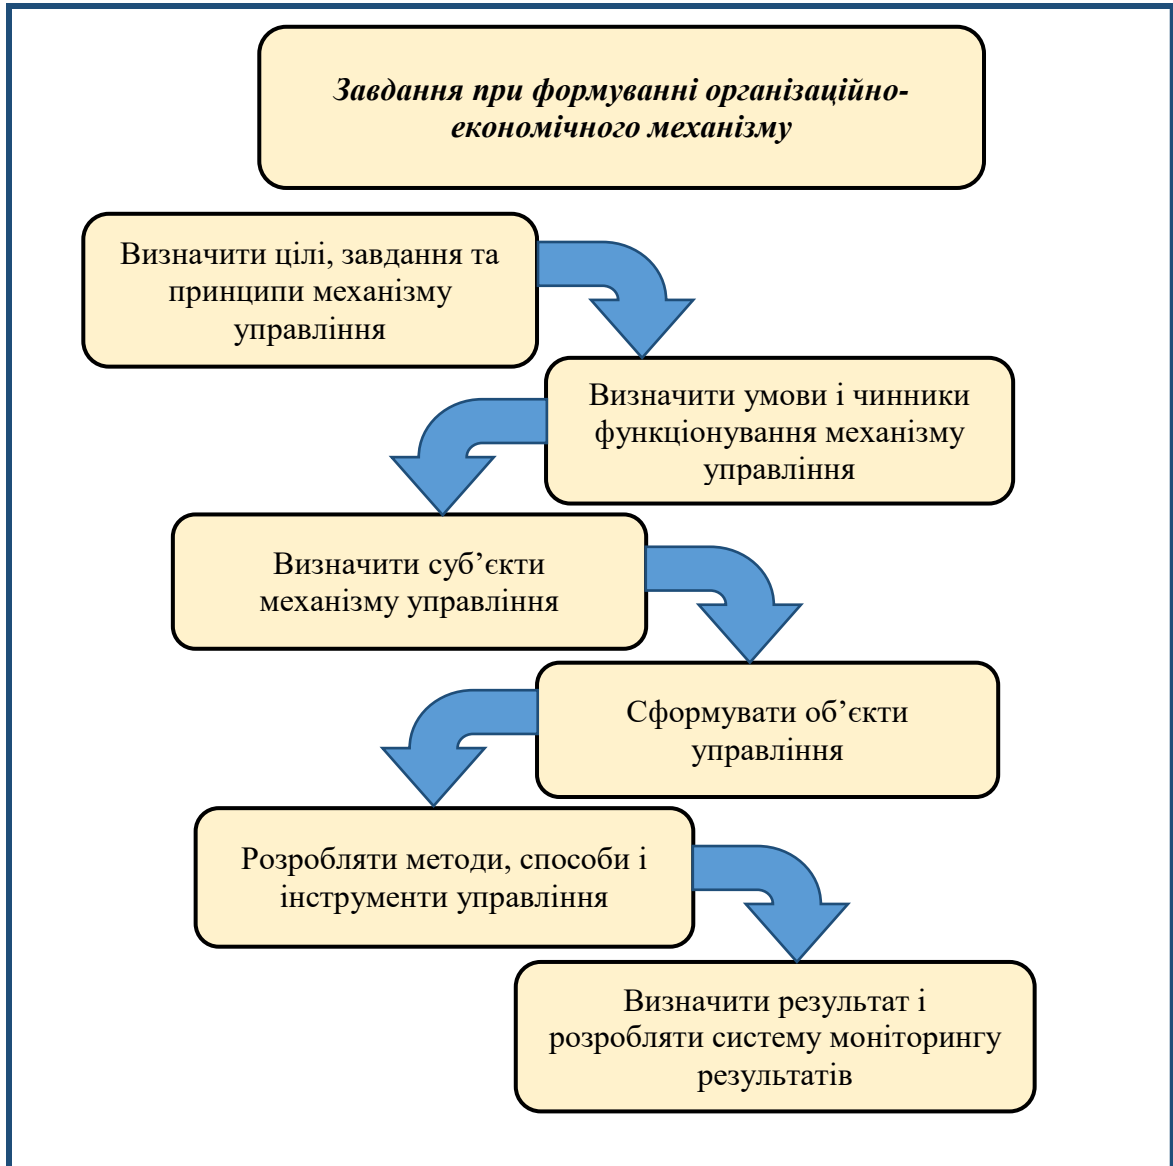 Завдання при формуванні організаційно-
економічного механізму
Визначити цілі, завдання та
принципи механізму
управління
Визначити умови і чинники
функціонування механізму
управління
Визначити суб’єкти
механізму управління
Сформувати об’єкти
управління
Розробляти методи, способи і
інструменти управління
Визначити результат і
розробляти систему моніторингу
результатів